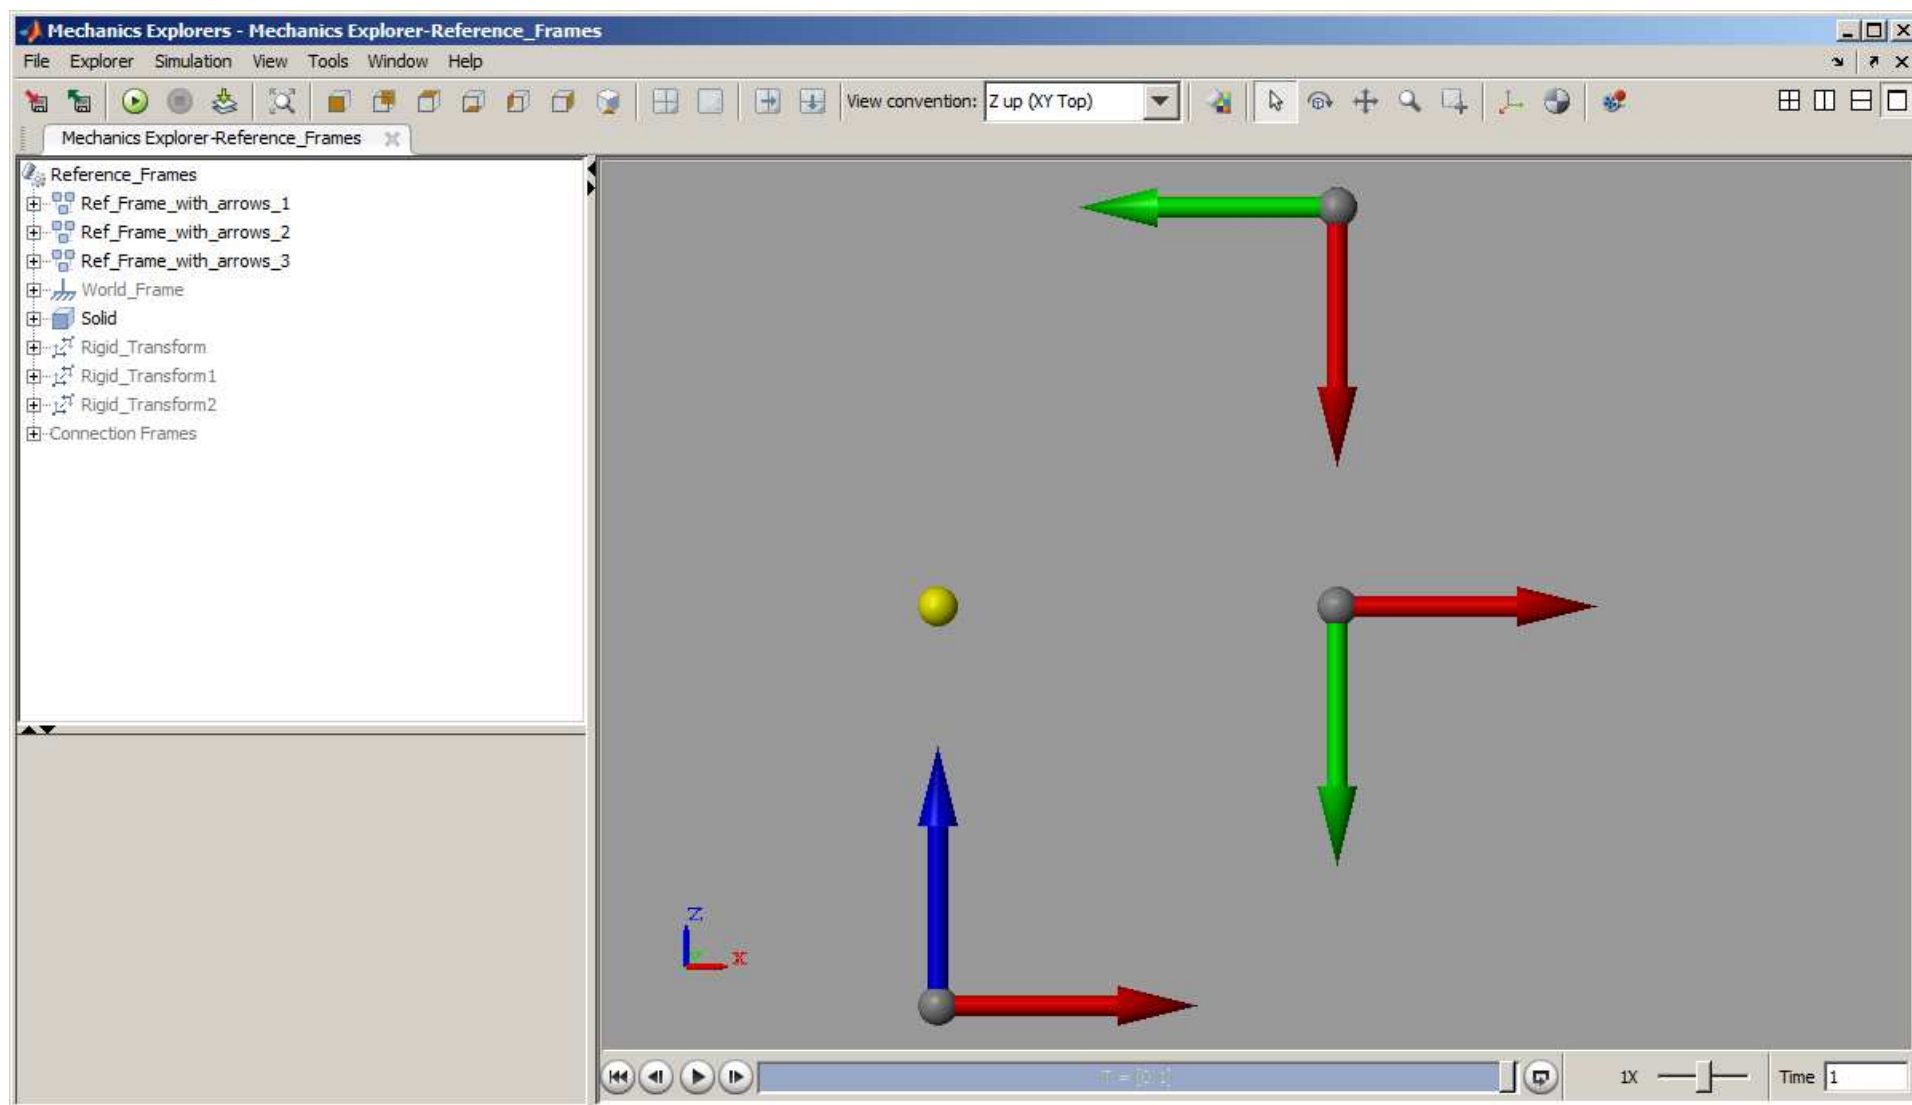 Mechanics Explorers - Mechanics Explorer-Reference_Frames
File Explorer Simulation View Tools Window Help
View convention: Z up (XY Top)
Mechanics Explorer-Reference_Frames
Reference_Frames
Ref_Frame_with_arrows_1
Ref_Frame_with_arrows_2
Ref_Frame_with_arrows_3
World_Frame
Solid
Rigid_Transform
Rigid_Transform1
Rigid_Transform2
Connection Frames
Z
X
1X
Time 1